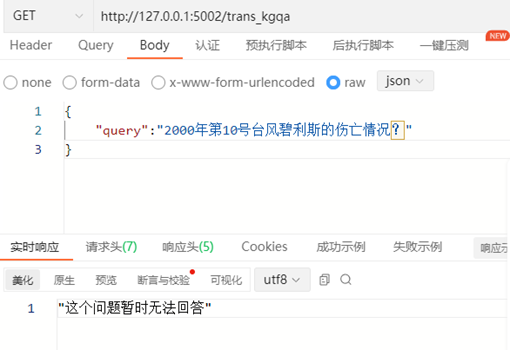 GET http://127.0.0.1:5002/trans_kgqa
NEW
Header Query Body 认证 预执行脚本 后执行脚本 一键压测
none form-data x-www-form-urlencoded raw json
1 {
2 "query":"2000年第10号台风碧利斯的伤亡情况？"
3 }
实时响应 请求头(7) 响应头(5) Cookies 成功示例 失败示例 响应示
美化 原生 预览 断言与校验 可视化 utf8
1 "这个问题暂时无法回答"